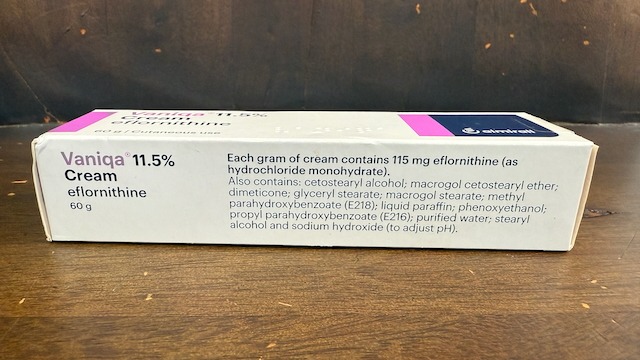 Vaniqa® 11.5%
Cream
eflornithine
60 g / Cutaneous use
almirall
Vaniqa® 11.5%
Cream
eflornithine
60 g
Each gram of cream contains 115 mg eflornithine (as
hydrochloride monohydrate).
Also contains: cetostearyl alcohol; macrogol cetostearyl ether;
dimeticone; glyceryl stearate; macrogol stearate; methyl
parahydroxybenzoate (E218); liquid paraffin; phenoxyethanol;
propyl parahydroxybenzoate (E216); purified water; stearyl
alcohol and sodium hydroxide (to adjust pH).